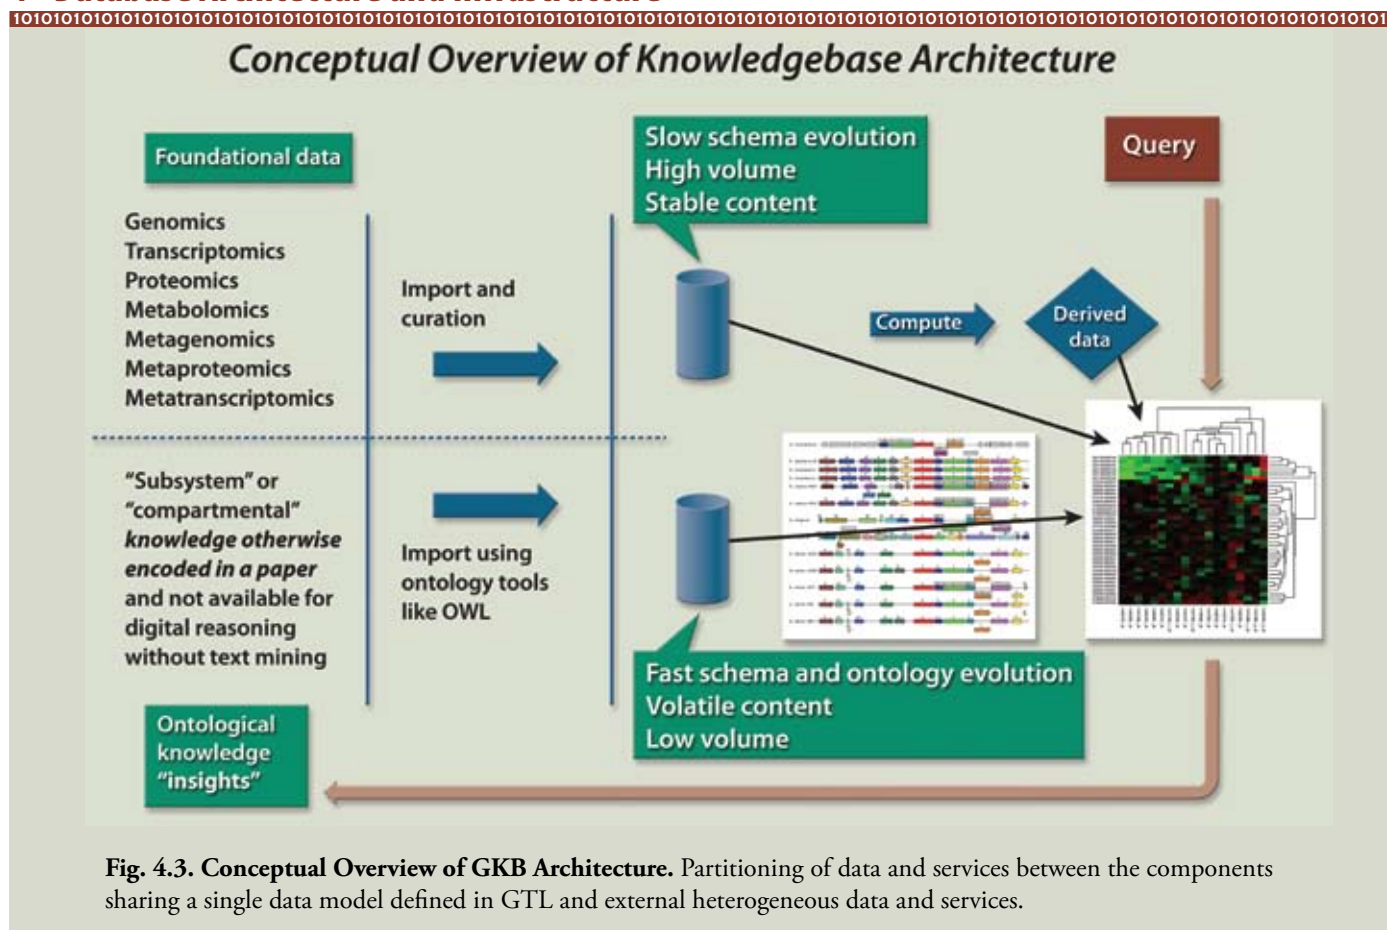 1010101010101010101010101010101010101010101010101010101010101010101010101010101010101010101010101010101010101
Conceptual Overview of Knowledgebase Architecture
Foundational data
Genomics
Transcriptomics
Proteomics
Metabolomics
Metagenomics
Metaproteomics
Metatranscriptomics
Import and
curation
Slow schema evolution
High volume
Stable content
Query
Compute
Derived
data
“Subsystem” or
“compartmental”
knowledge otherwise
encoded in a paper
and not available for
digital reasoning
without text mining
Import using
ontology tools
like OWL
Fast schema and ontology evolution
Volatile content
Low volume
Ontological
knowledge
“insights”
Fig. 4.3. Conceptual Overview of GKB Architecture. Partitioning of data and services between the components
sharing a single data model defined in GTL and external heterogeneous data and services.